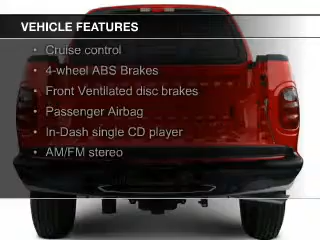 VEHICLE FEATURES
• Cruise control
• 4-wheel ABS Brakes
• Front Ventilated disc brakes
• Passenger Airbag
• In-Dash single CD player
• AM/FM stereo